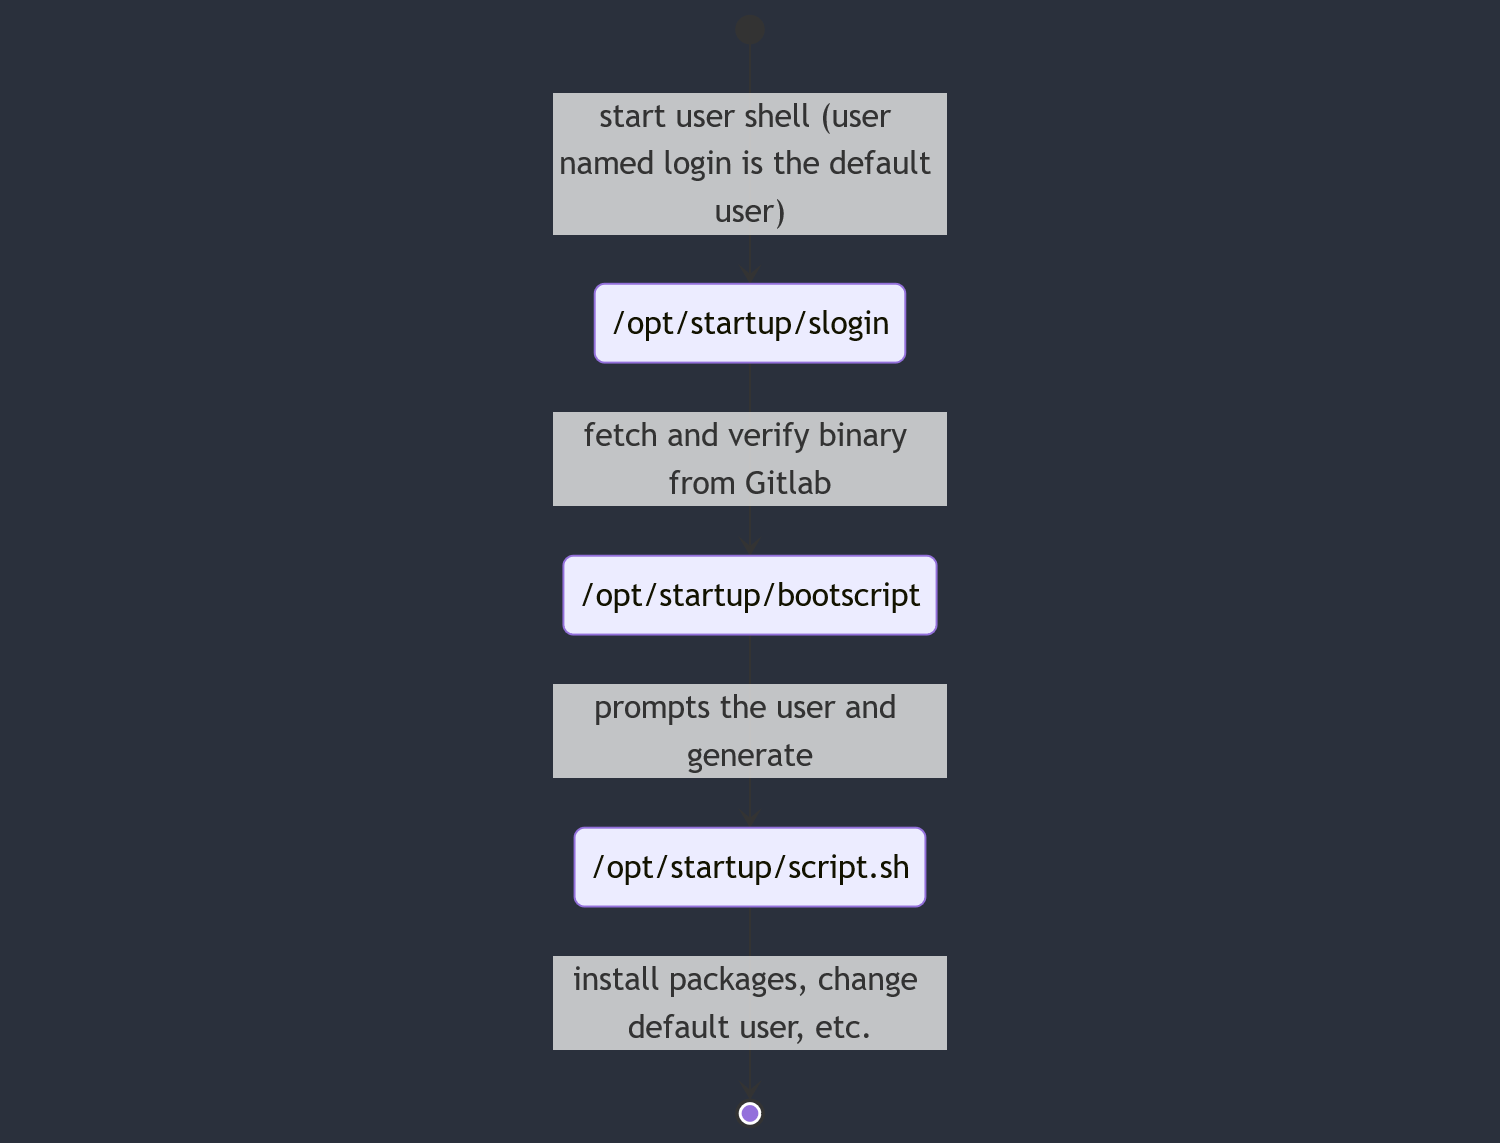 start user shell (user
named login is the default
user)
/opt/startup/slogin
fetch and verify binary
from Gitlab
/opt/startup/bootscript
prompts the user and
generate
/opt/startup/script.sh
install packages, change
default user, etc.